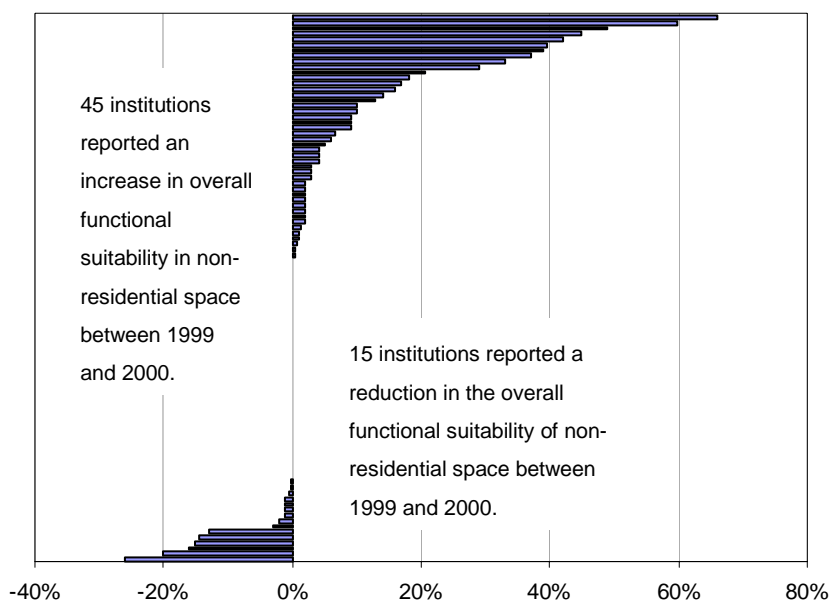 45 institutions
reported an
increase in overall
functional
suitability in non-
residential space
between 1999
and 2000.
15 institutions reported a
reduction in the overall
functional suitability of non-
residential space between
1999 and 2000.
-40% -20% 0% 20% 40% 60% 80%